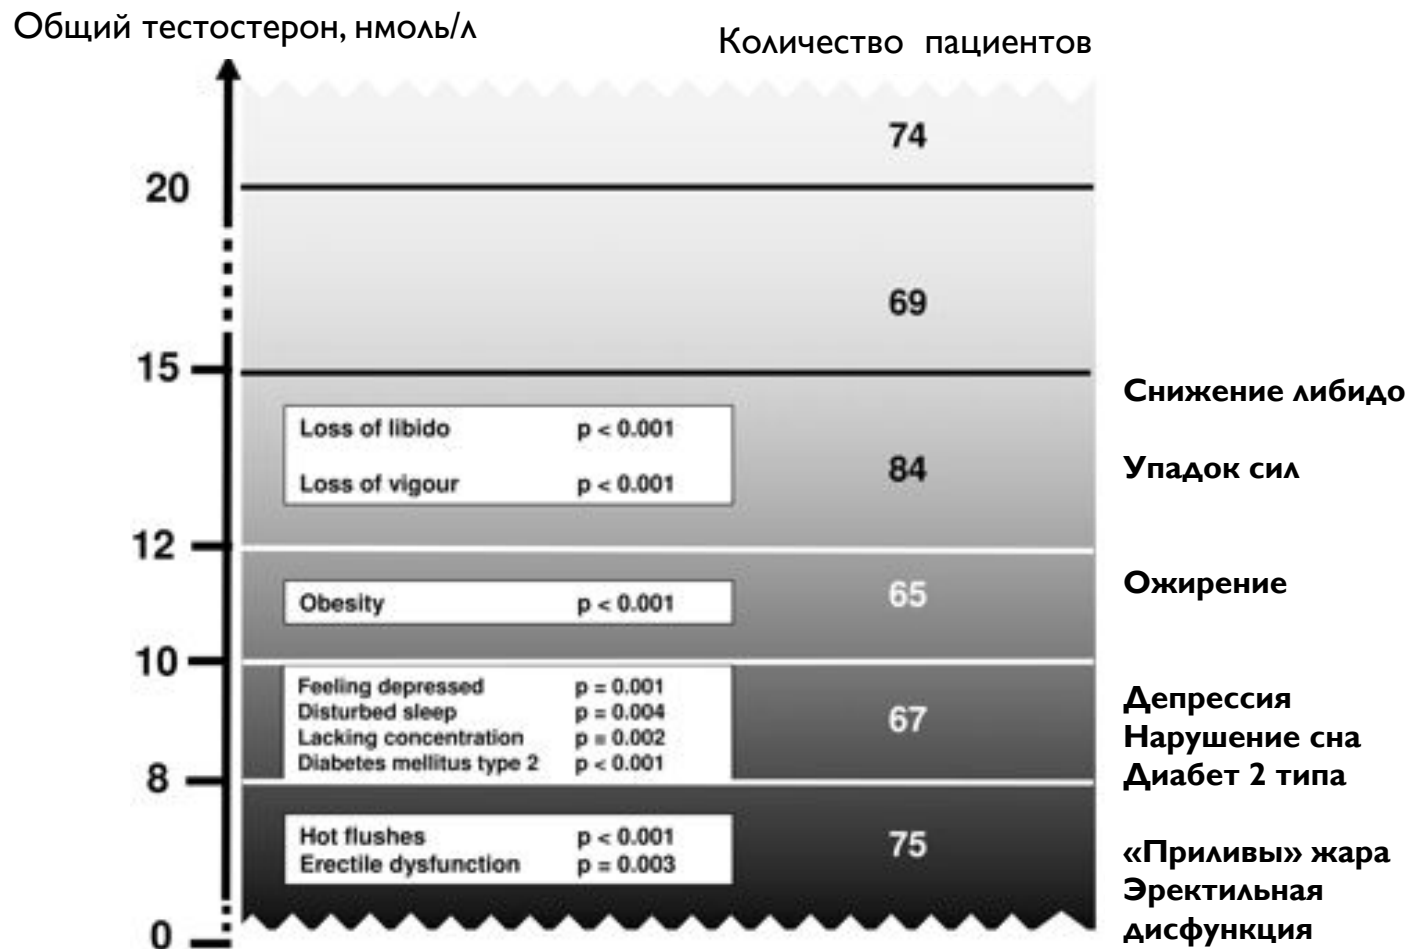 Общий тестостерон, нмоль/л
Количество пациентов
74
20
69
15
Снижение либидо
Loss of libido p < 0.001
84
Упадок сил
Loss of vigour p < 0.001
12
Ожирение
65
Obesity p < 0.001
10
Feeling depressed p = 0.001
Депрессия
Disturbed sleep p = 0.004
67
Нарушение сна
Lacking concentration p = 0.002
Diabetes mellitus type 2 p < 0.001
Диабет 2 типа
8
Hot flushes p < 0.001
75
«Приливы» жара
Erectile dysfunction p = 0.003
Эректильная
дисфункция
0